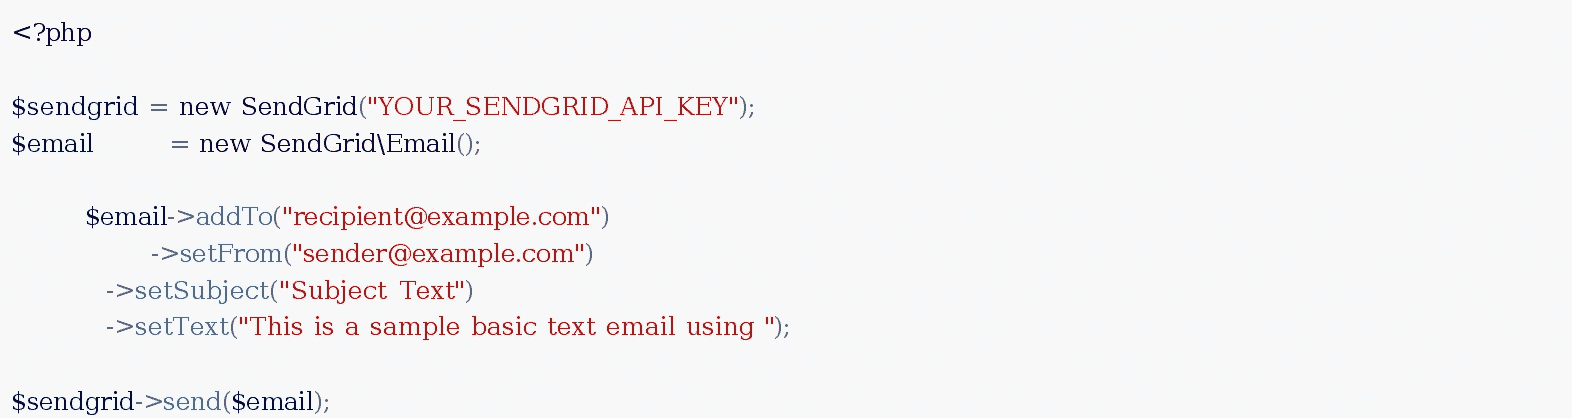 <?php
$sendgrid = new SendGrid("YOUR_SENDGRID_API_KEY");
$email = new SendGrid\Email();
$email->addTo("recipient@example.com")
->setFrom("sender@example.com")
->setSubject("Subject Text")
->setText("This is a sample basic text email using ");
$sendgrid->send($email);